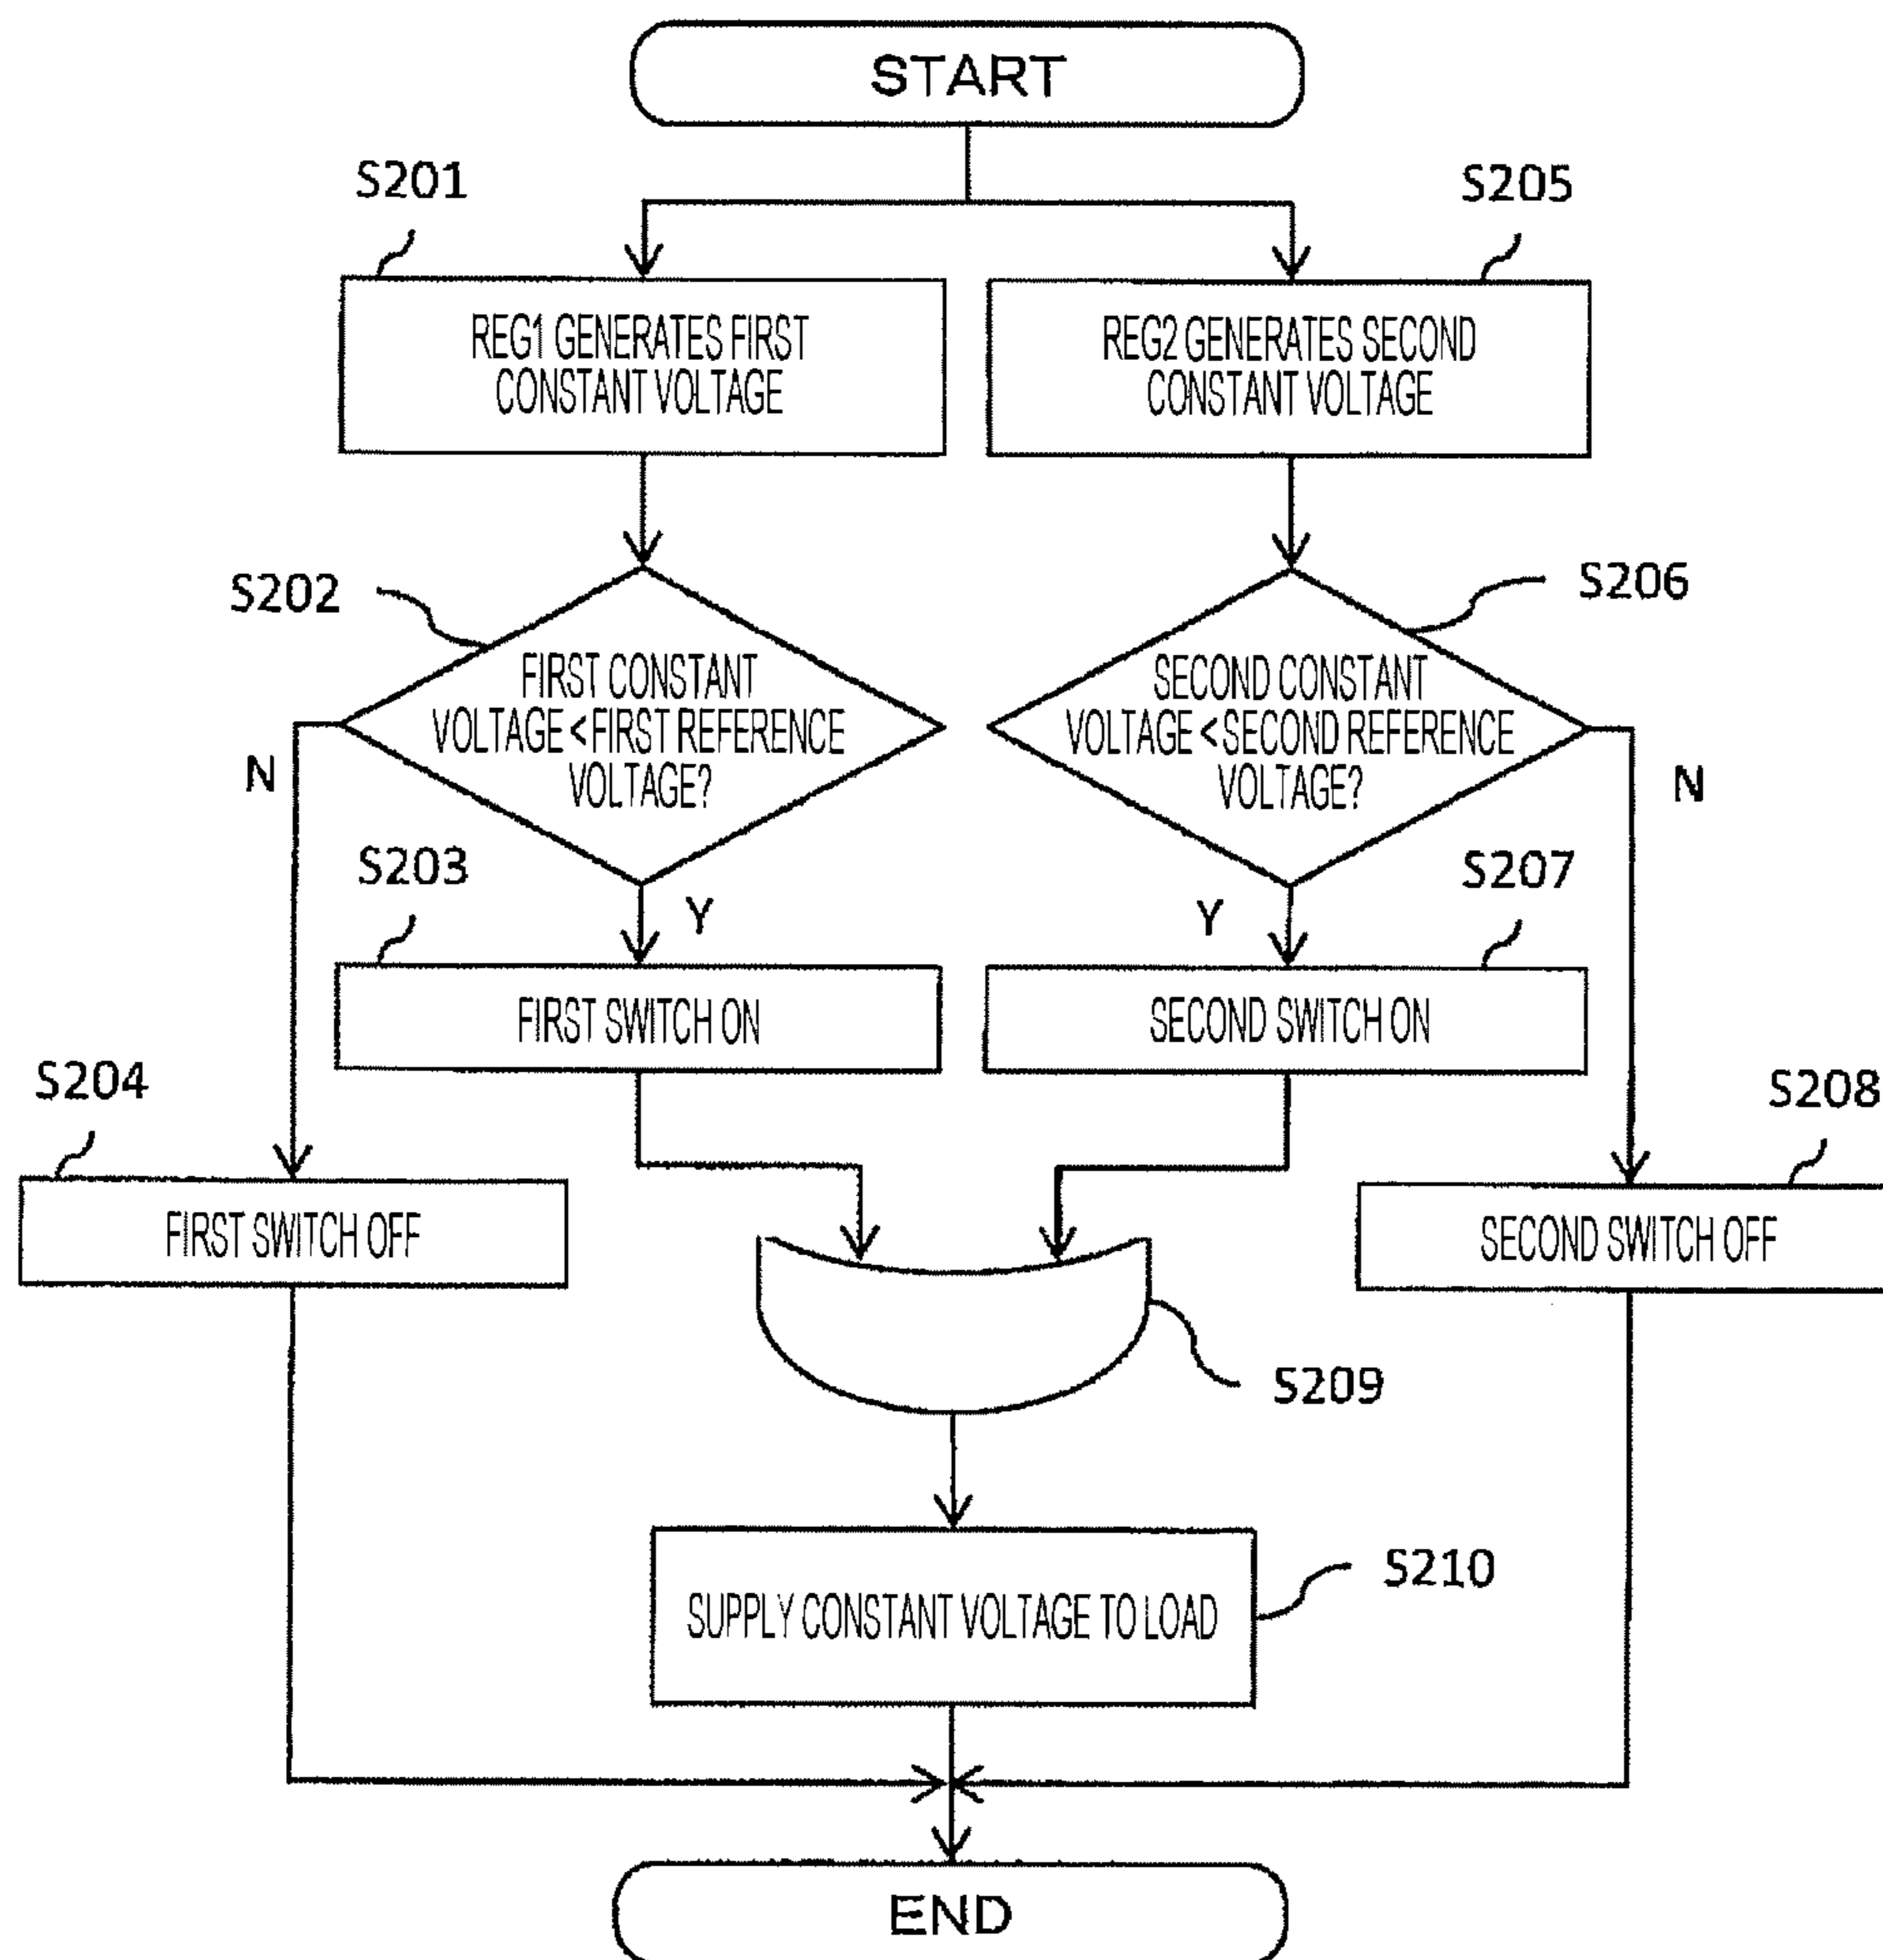 START
S201
S205
REG1 GENERATES FIRST
CONSTANT VOLTAGE
REG2 GENERATES SECOND
CONSTANT VOLTAGE
S202
S206
FIRST CONSTANT
VOLTAGE<FIRST REFERENCE
VOLTAGE?
SECOND CONSTANT
VOLTAGE<SECOND REFERENCE
VOLTAGE?
N
N
S203
Y
Y
S207
FIRST SWITCH ON
SECOND SWITCH ON
S204
S208
FIRST SWITCH OFF
SECOND SWITCH OFF
S209
S210
SUPPLY CONSTANT VOLTAGE TO LOAD
END